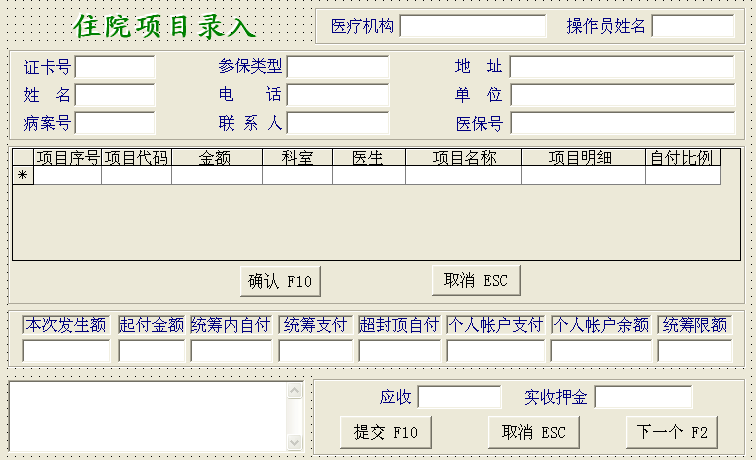 住院项目录入 医疗机构 操作员姓名
证卡号 参保类型 地 址
姓 名 电 话 单 位
病案号 联 系 人 医保号
项目序号 项目代码 金额 科室 医生 项目名称 项目明细 自付比例
*
确认 F10 取消 ESC
本次发生额 起付金额 统筹内自付 统筹支付 超封顶自付 个人帐户支付 个人帐户余额 统筹限额
应收 实收押金
提交 F10 取消 ESC 下一个 F2